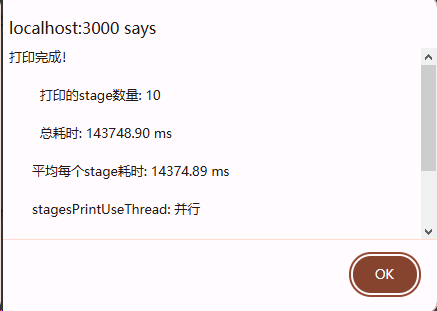 localhost:3000 says
打印完成！
打印的stage数量: 10
总耗时: 143748.90 ms
平均每个stage耗时: 14374.89 ms
stagesPrintUseThread: 并行
OK